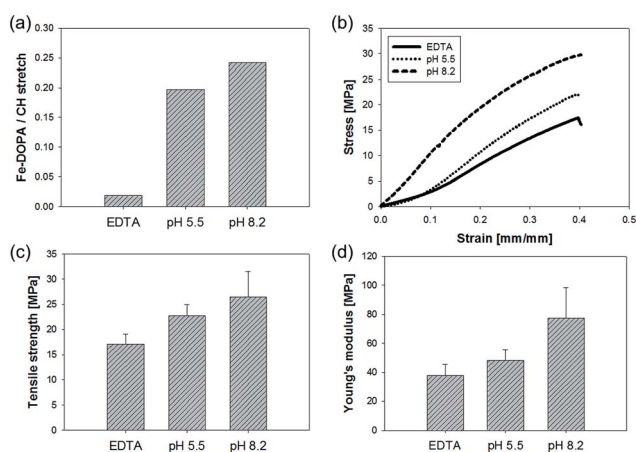 (a)
Fe-DOPA / CH stretch
0.30
0.25
0.20
0.15
0.10
0.05
0.00
EDTA pH 5.5 pH 8.2
(b)
Stress [MPa]
35
30
25
20
15
10
5
0
EDTA
pH 5.5
pH 8.2
0.0 0.1 0.2 0.3 0.4 0.5
Strain [mm/mm]
(c)
Tensile strength [MPa]
35
30
25
20
15
10
5
0
EDTA pH 5.5 pH 8.2
(d)
Young's modulus [MPa]
120
100
80
60
40
20
0
EDTA pH 5.5 pH 8.2